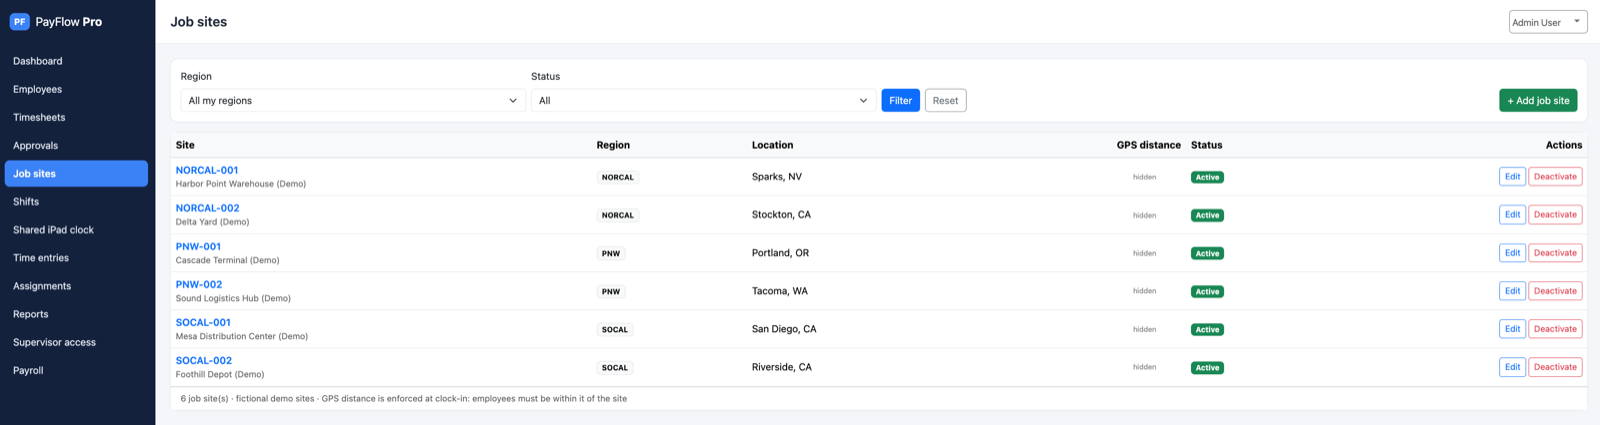 PF PayFlow Pro
Job sites
Admin User
Dashboard
Employees
Timesheets
Approvals
Job sites
Shifts
Shared iPad clock
Time entries
Assignments
Reports
Supervisor access
Payroll
Region
Status
All my regions
All
Filter
Reset
+ Add job site
Site Region Location GPS distance Status Actions
NORCAL-001
Harbor Point Warehouse (Demo)
NORCAL Sparks, NV hidden Active Edit Deactivate
NORCAL-002
Delta Yard (Demo)
NORCAL Stockton, CA hidden Active Edit Deactivate
PNW-001
Cascade Terminal (Demo)
PNW Portland, OR hidden Active Edit Deactivate
PNW-002
Sound Logistics Hub (Demo)
PNW Tacoma, WA hidden Active Edit Deactivate
SOCAL-001
Mesa Distribution Center (Demo)
SOCAL San Diego, CA hidden Active Edit Deactivate
SOCAL-002
Foothill Depot (Demo)
SOCAL Riverside, CA hidden Active Edit Deactivate
6 job site(s) · fictional demo sites · GPS distance is enforced at clock-in: employees must be within it of the site